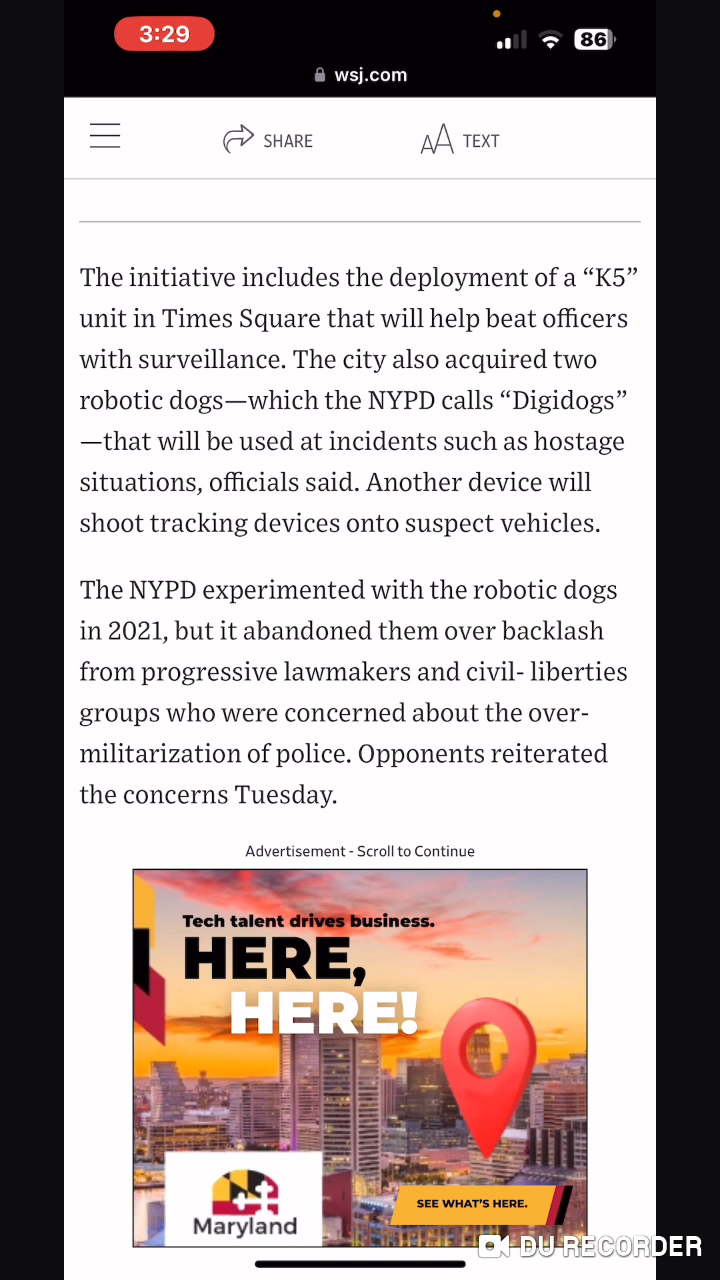 3:29
86
wsj.com
SHARE
TEXT
The initiative includes the deployment of a “K5”
unit in Times Square that will help beat officers
with surveillance. The city also acquired two
robotic dogs—which the NYPD calls “Digidogs”
—that will be used at incidents such as hostage
situations, officials said. Another device will
shoot tracking devices onto suspect vehicles.
The NYPD experimented with the robotic dogs
in 2021, but it abandoned them over backlash
from progressive lawmakers and civil- liberties
groups who were concerned about the over-
militarization of police. Opponents reiterated
the concerns Tuesday.
Advertisement - Scroll to Continue
Tech talent drives business.
HERE,
HERE!
SEE WHAT'S HERE.
Maryland
DU RECORDER